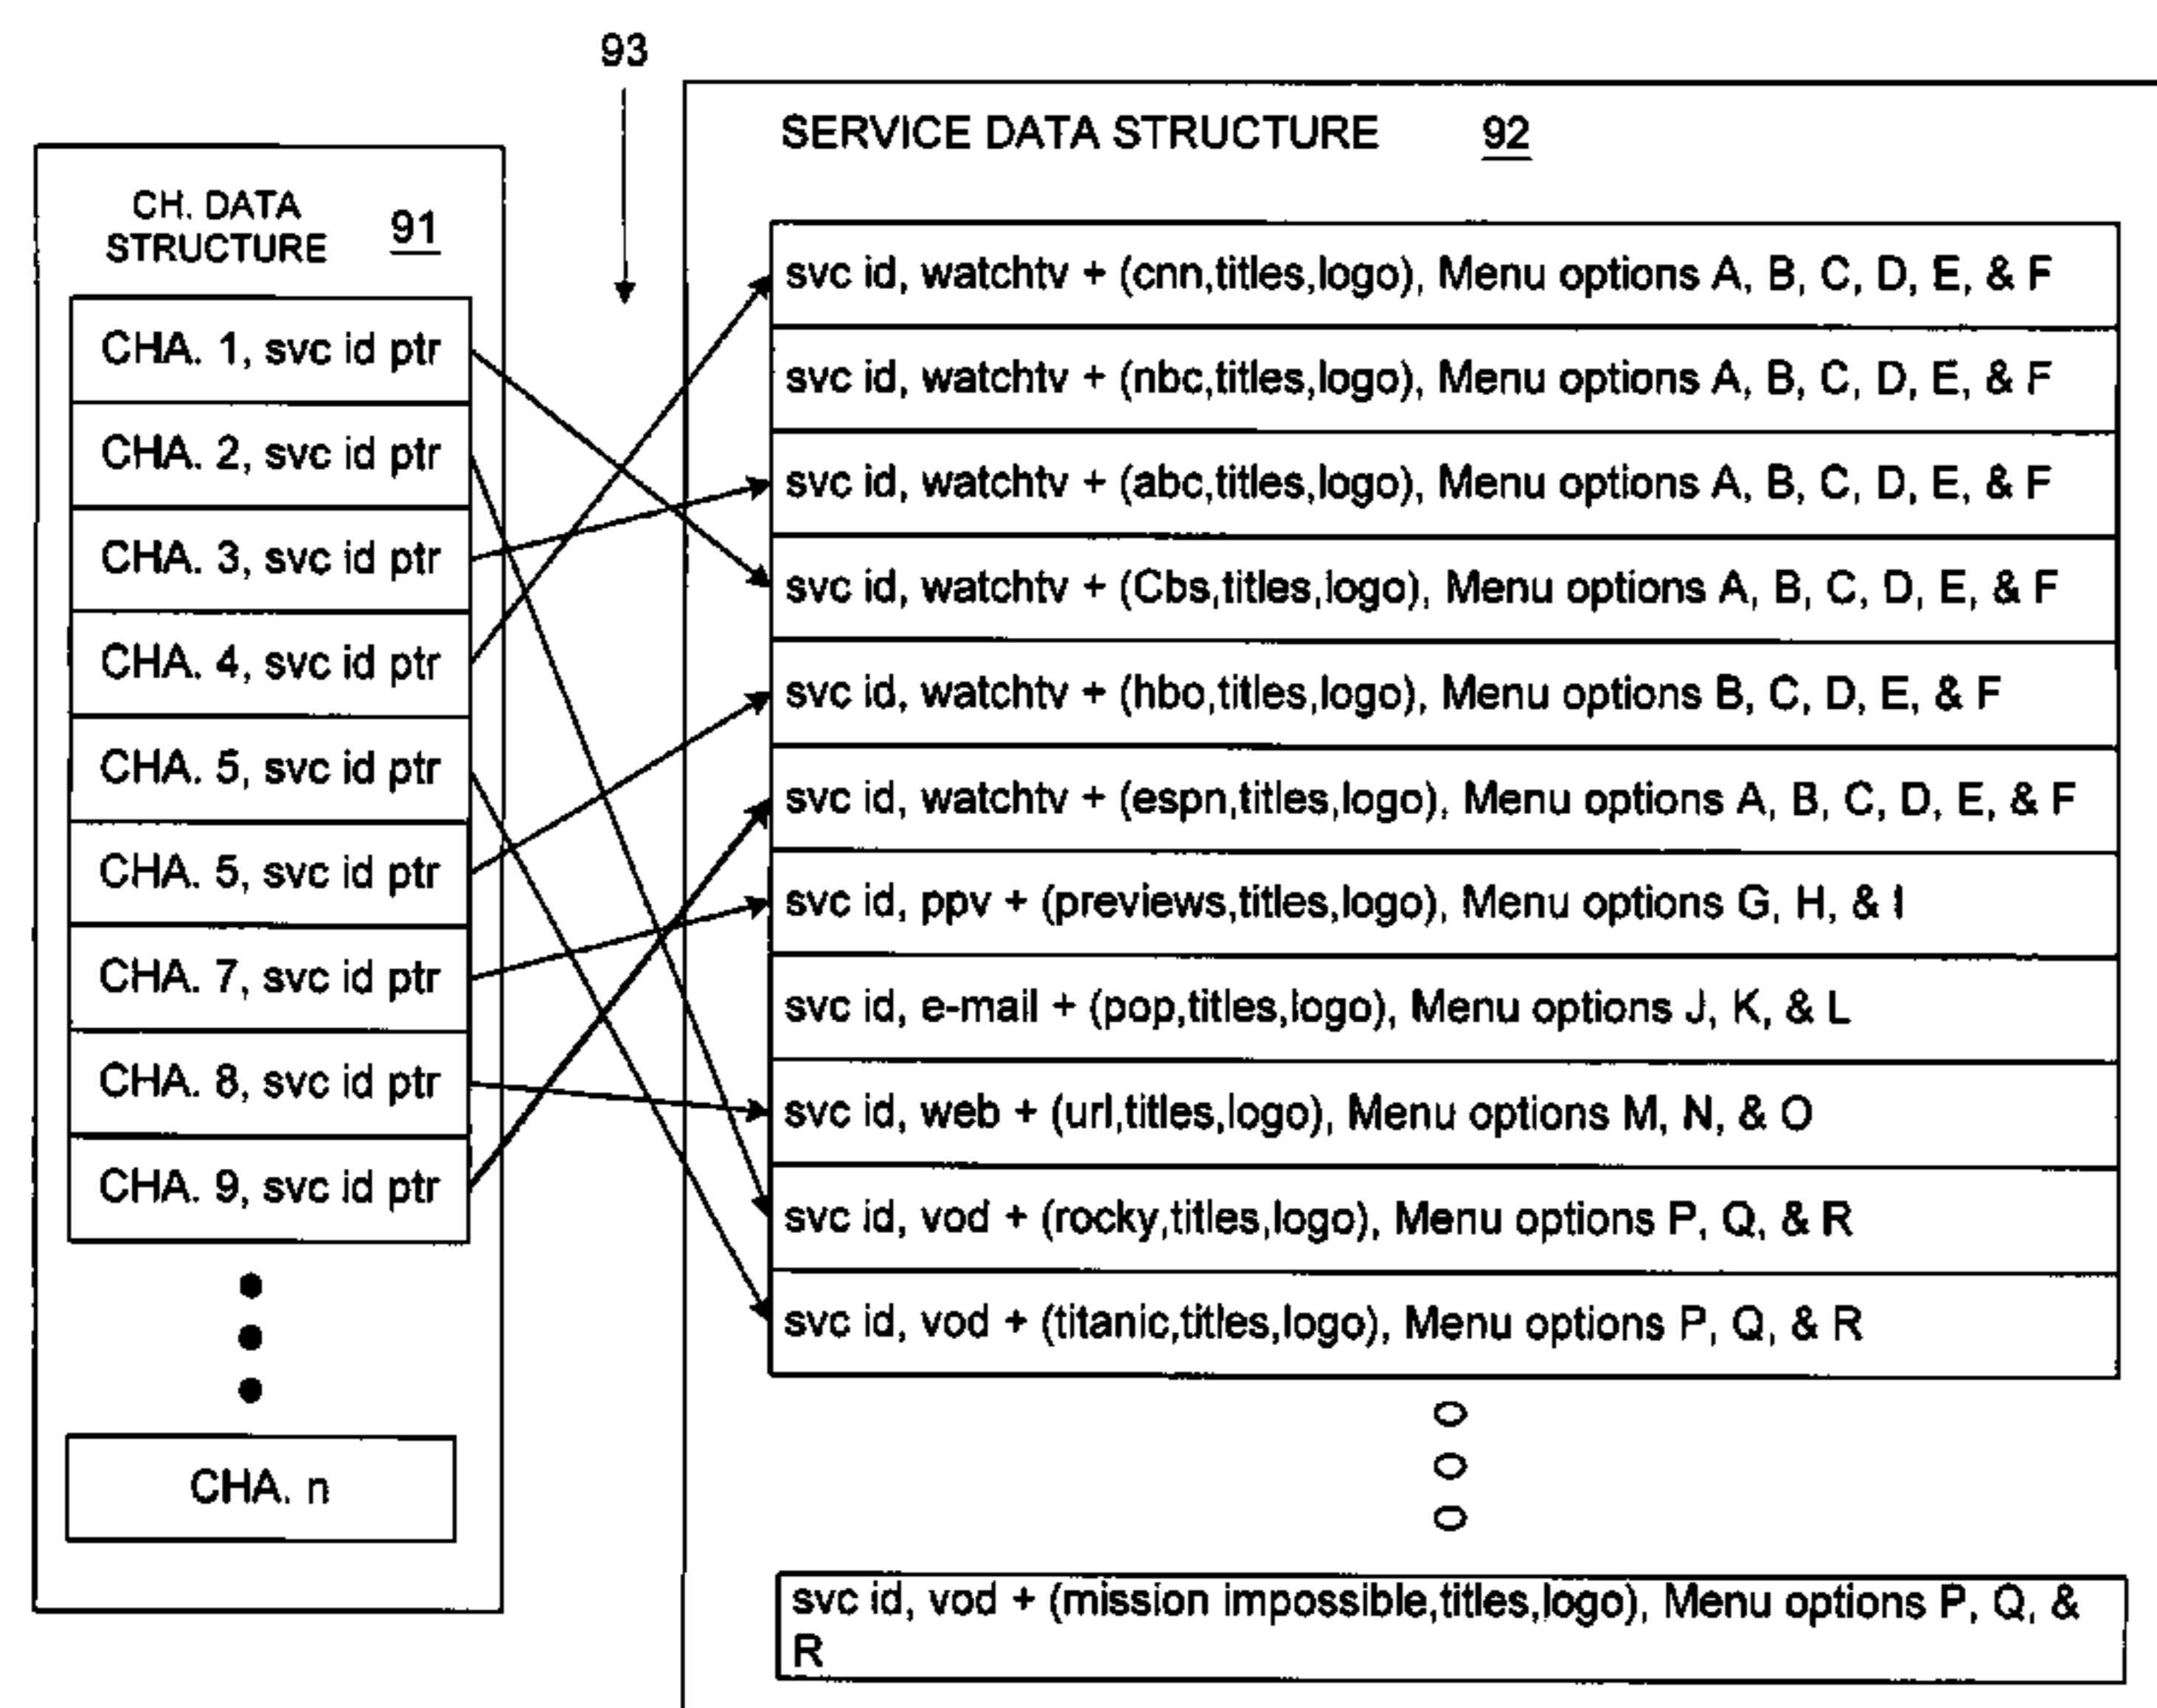 93
SERVICE DATA STRUCTURE 92
CH. DATA
STRUCTURE 91
CHA. 1, svc id ptr
CHA. 2, svc id ptr
CHA. 3, svc id ptr
CHA. 4, svc id ptr
CHA. 5, svc id ptr
CHA. 5, svc id ptr
CHA. 7, svc id ptr
CHA. 8, svc id ptr
CHA. 9, svc id ptr
CHA. n
svc id, watchtv + (cnn,titles,logo), Menu options A, B, C, D, E, & F
svc id, watchtv + (nbc,titles,logo), Menu options A, B, C, D, E, & F
svc id, watchtv + (abc,titles,logo), Menu options A, B, C, D, E, & F
svc id, watchtv + (Cbs,titles,logo), Menu options A, B, C, D, E, & F
svc id, watchtv + (hbo,titles,logo), Menu options B, C, D, E, & F
svc id, watchtv + (espn,titles,logo), Menu options A, B, C, D, E, & F
svc id, ppv + (previews,titles,logo), Menu options G, H, & I
svc id, e-mail + (pop,titles,logo), Menu options J, K, & L
svc id, web + (url,titles,logo), Menu options M, N, & O
svc id, vod + (rocky,titles,logo), Menu options P, Q, & R
svc id, vod + (titanic,titles,logo), Menu options P, Q, & R
svc id, vod + (mission impossible,titles,logo), Menu options P, Q, &
R